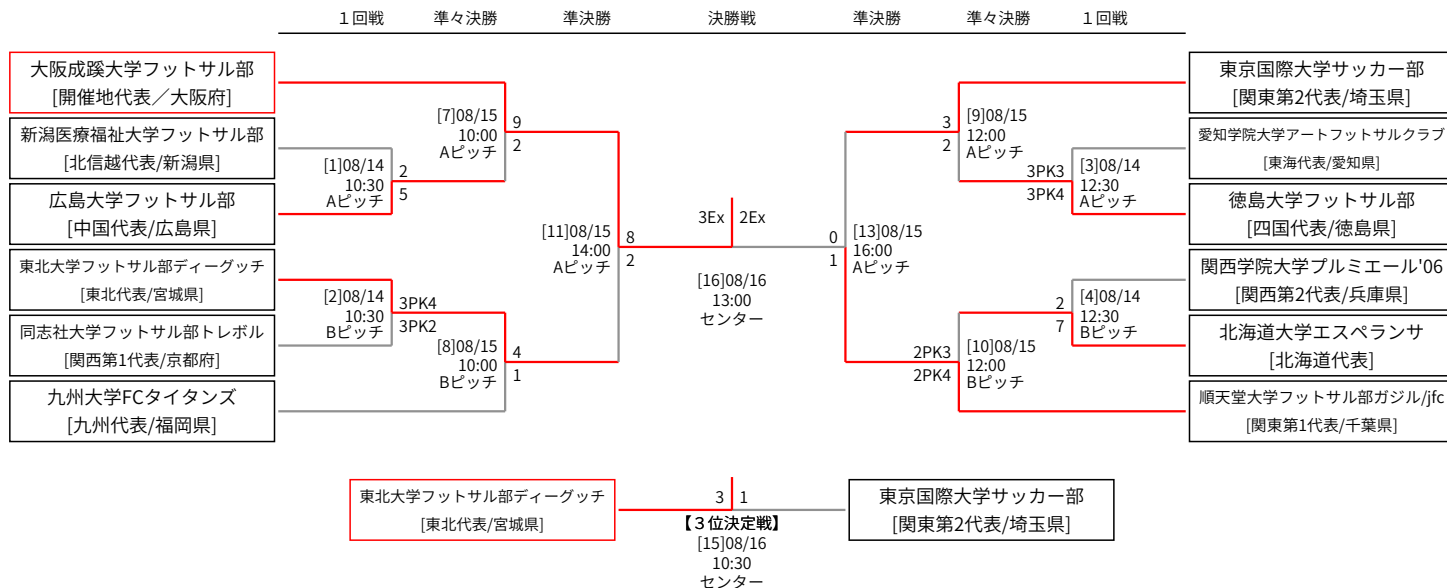 １回戦
準々決勝
準決勝
決勝戦
準決勝
準々決勝
１回戦
大阪成蹊大学フットサル部
[開催地代表／大阪府]
新潟医療福祉大学フットサル部
[北信越代表/新潟県]
広島大学フットサル部
[中国代表/広島県]
東北大学フットサル部ディーグッチ
[東北代表/宮城県]
同志社大学フットサル部トレボル
[関西第1代表/京都府]
九州大学FCタイタンズ
[九州代表/福岡県]
[1]08/14
10:30
Aピッチ
2
5
[2]08/14
10:30
Bピッチ
3PK4
3PK2
[7]08/15
10:00
Aピッチ
9
2
[8]08/15
10:00
Bピッチ
4
1
[11]08/15
14:00
Aピッチ
8
2
3Ex
2Ex
[16]08/16
13:00
センター
0
1
[13]08/15
16:00
Aピッチ
3
2
[9]08/15
12:00
Aピッチ
2PK3
2PK4
[10]08/15
12:00
Bピッチ
3PK3
3PK4
[3]08/14
12:30
Aピッチ
2
7
[4]08/14
12:30
Bピッチ
東京国際大学サッカー部
[関東第2代表/埼玉県]
愛知学院大学アートフットサルクラブ
[東海代表/愛知県]
徳島大学フットサル部
[四国代表/徳島県]
関西学院大学プルミエール'06
[関西第2代表/兵庫県]
北海道大学エスペランサ
[北海道代表]
順天堂大学フットサル部ガジル/jfc
[関東第1代表/千葉県]
東北大学フットサル部ディーグッチ
[東北代表/宮城県]
3
1
【３位決定戦】
[15]08/16
10:30
センター
東京国際大学サッカー部
[関東第2代表/埼玉県]